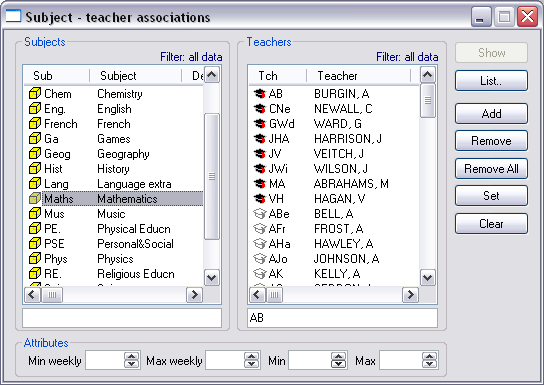 Subject - teacher associations
Subjects
Filter: all data
Sub Subject De
Chem Chemistry
Eng. English
French French
Ga Games
Geog Geography
Hist History
Lang Language extra
Maths Mathematics
Mus Music
PE. Physical Educn
PSE Personal&Social
Phys Physics
RE. Religious Educn
Teachers
Filter: all data
Tch Teacher
AB BURGIN, A
CNe NEWALL, C
GWd WARD, G
JHA HARRISON, J
JV VEITCH, J
JWi WILSON, J
MA ABRAHAMS, M
VH HAGAN, V
ABe BELL, A
AFr FROST, A
AHa HAWLEY, A
AJo JOHNSON, A
AK KELLY, A
AB
Show
List..
Add
Remove
Remove All
Set
Clear
Attributes
Min weekly Max weekly Min Max